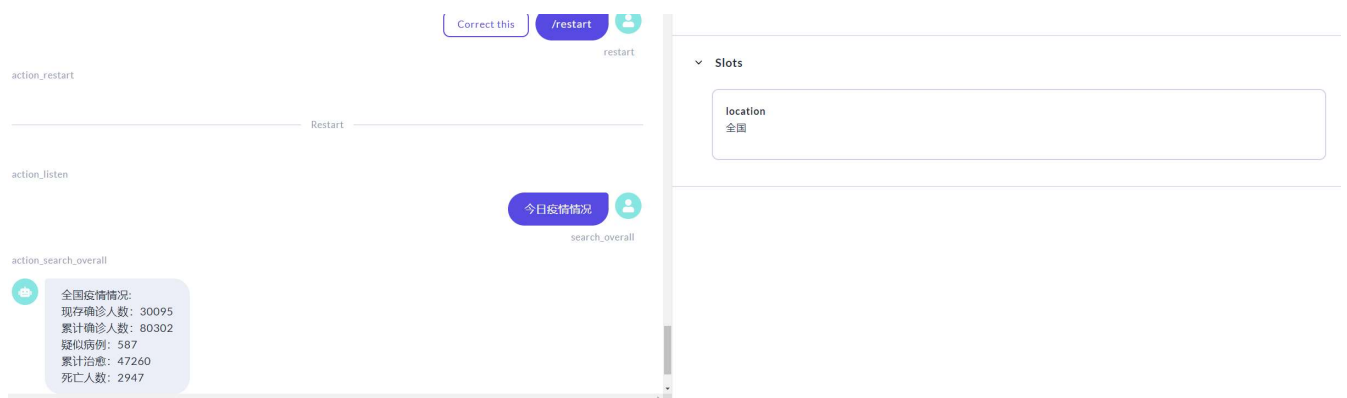 Correct this
/restart
restart
action_restart
Restart
action_listen
今日疫情情况
search_overall
action_search_overall
全国疫情情况:
现存确诊人数：30095
累计确诊人数：80302
疑似病例：587
累计治愈：47260
死亡人数：2947
Slots
location
全国